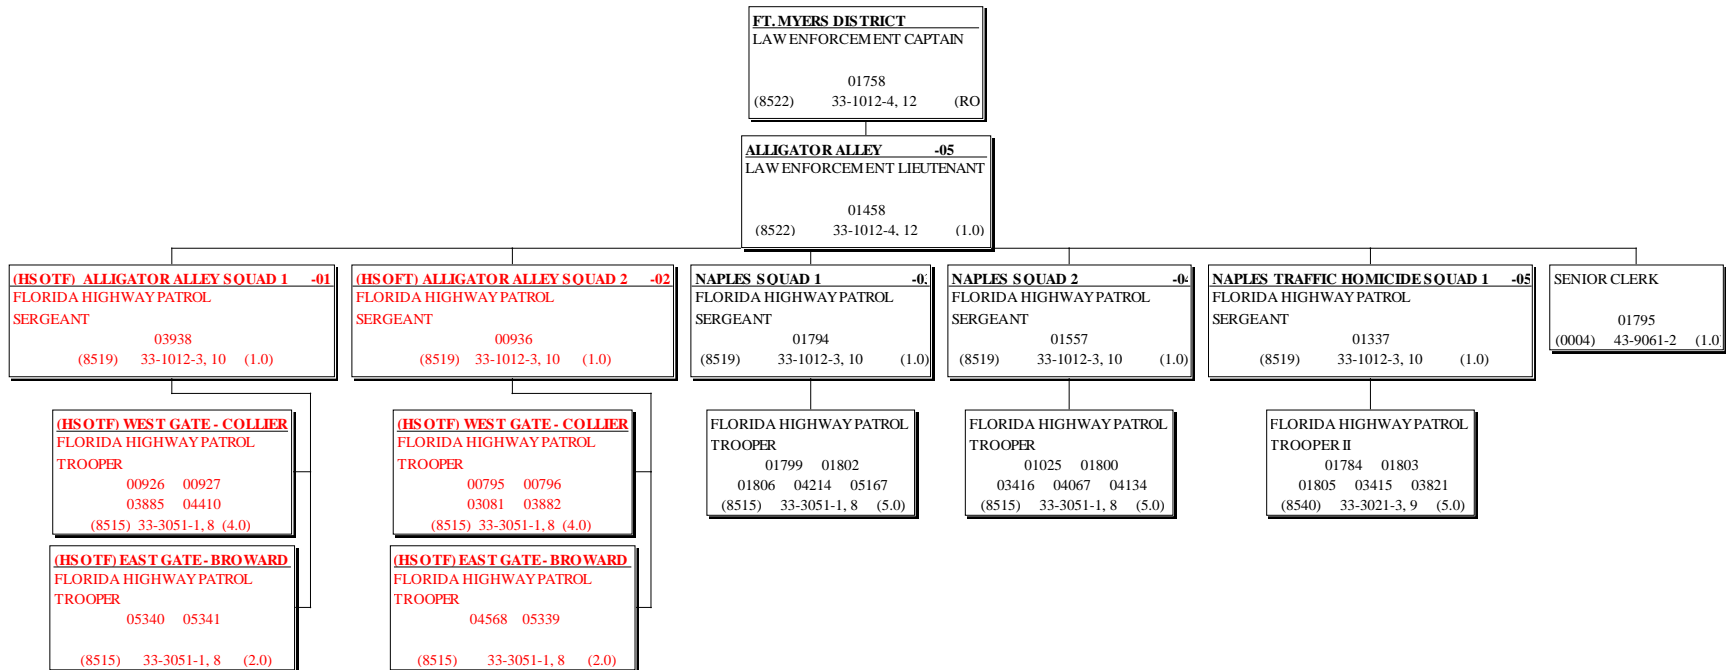 FT. MYERS DISTRICT
LAW ENFORCEMENT CAPTAIN
01758
(8522) 33-1012-4, 12 (RO
ALLIGATOR ALLEY -05
LAW ENFORCEMENT LIEUTENANT
01458
(8522) 33-1012-4, 12 (1.0)
(HSOTF) ALLIGATOR ALLEY SQUAD 1 -01
FLORIDA HIGHWAY PATROL
SERGEANT
03938
(8519) 33-1012-3, 10 (1.0)
(HSOFT) ALLIGATOR ALLEY SQUAD 2 -02
FLORIDA HIGHWAY PATROL
SERGEANT
00936
(8519) 33-1012-3, 10 (1.0)
NAPLES SQUAD 1 -03
FLORIDA HIGHWAY PATROL
SERGEANT
01794
(8519) 33-1012-3, 10 (1.0)
NAPLES SQUAD 2 -04
FLORIDA HIGHWAY PATROL
SERGEANT
01557
(8519) 33-1012-3, 10 (1.0)
NAPLES TRAFFIC HOMICIDE SQUAD 1 -05
FLORIDA HIGHWAY PATROL
SERGEANT
01337
(8519) 33-1012-3, 10 (1.0)
SENIOR CLERK
01795
(0004) 43-9061-2 (1.0)
(HSOTF) WEST GATE - COLLIER
FLORIDA HIGHWAY PATROL
TROOPER
00926 00927
03885 04410
(8515) 33-3051-1, 8 (4.0)
(HSOTF) WEST GATE - COLLIER
FLORIDA HIGHWAY PATROL
TROOPER
00795 00796
03081 03882
(8515) 33-3051-1, 8 (4.0)
FLORIDA HIGHWAY PATROL
TROOPER
01799 01802
01806 04214 05167
(8515) 33-3051-1, 8 (5.0)
FLORIDA HIGHWAY PATROL
TROOPER
01025 01800
03416 04067 04134
(8515) 33-3051-1, 8 (5.0)
FLORIDA HIGHWAY PATROL
TROOPER II
01784 01803
01805 03415 03821
(8540) 33-3021-3, 9 (5.0)
(HSOTF) EAST GATE - BROWARD
FLORIDA HIGHWAY PATROL
TROOPER
05340 05341
(8515) 33-3051-1, 8 (2.0)
(HSOTF) EAST GATE - BROWARD
FLORIDA HIGHWAY PATROL
TROOPER
04568 05339
(8515) 33-3051-1, 8 (2.0)